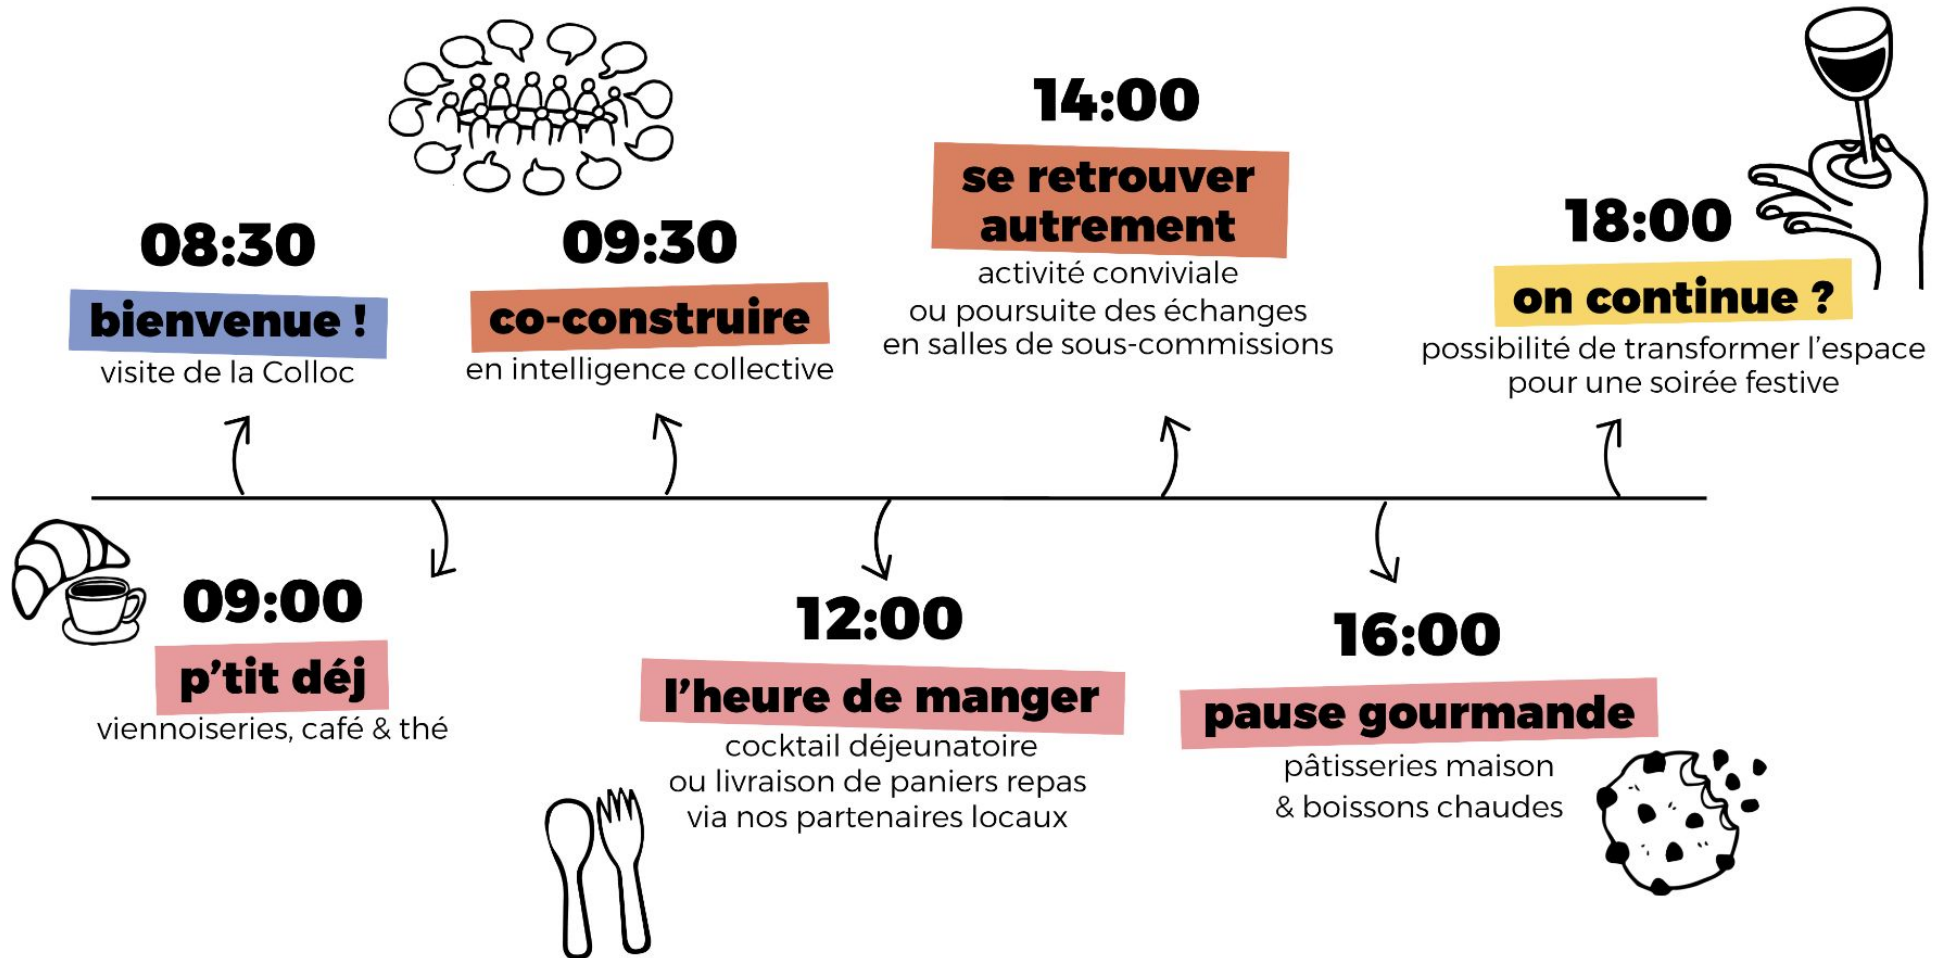 08:30
bienvenue !
visite de la Colloc
09:00
p'tit déj
viennoiseries, café & thé
09:30
co-construire
en intelligence collective
12:00
l'heure de manger
cocktail déjeunatoire
ou livraison de paniers repas
via nos partenaires locaux
14:00
se retrouver
autrement
activité conviviale
ou poursuite des échanges
en salles de sous-commissions
16:00
pause gourmande
pâtisseries maison
& boissons chaudes
18:00
on continue ?
possibilité de transformer l'espace
pour une soirée festive